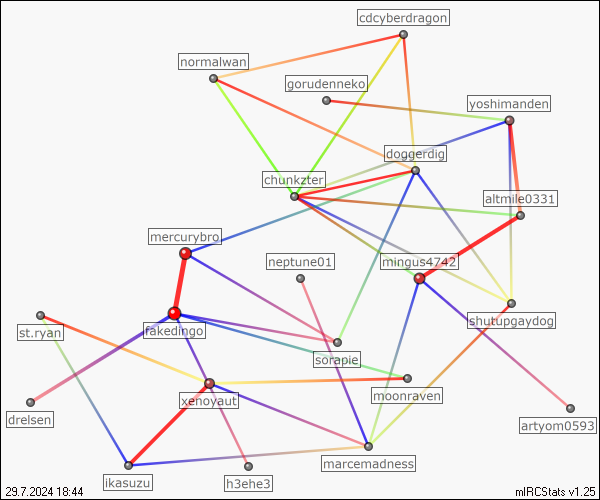 cdcyberdragon
normalwan
gorudenneko
yoshimanden
doggerdig
chunkzter
altmile0331
mercurybro
neptune01
mingus4742
st.ryan
fakedingo
shutupgaydog
sorapie
xenoyaut
moonraven
drelsen
artyom0593
marcemadness
ikasuzu
h3ehe3
29.7.2024 18:44
mIRCStats v1.25